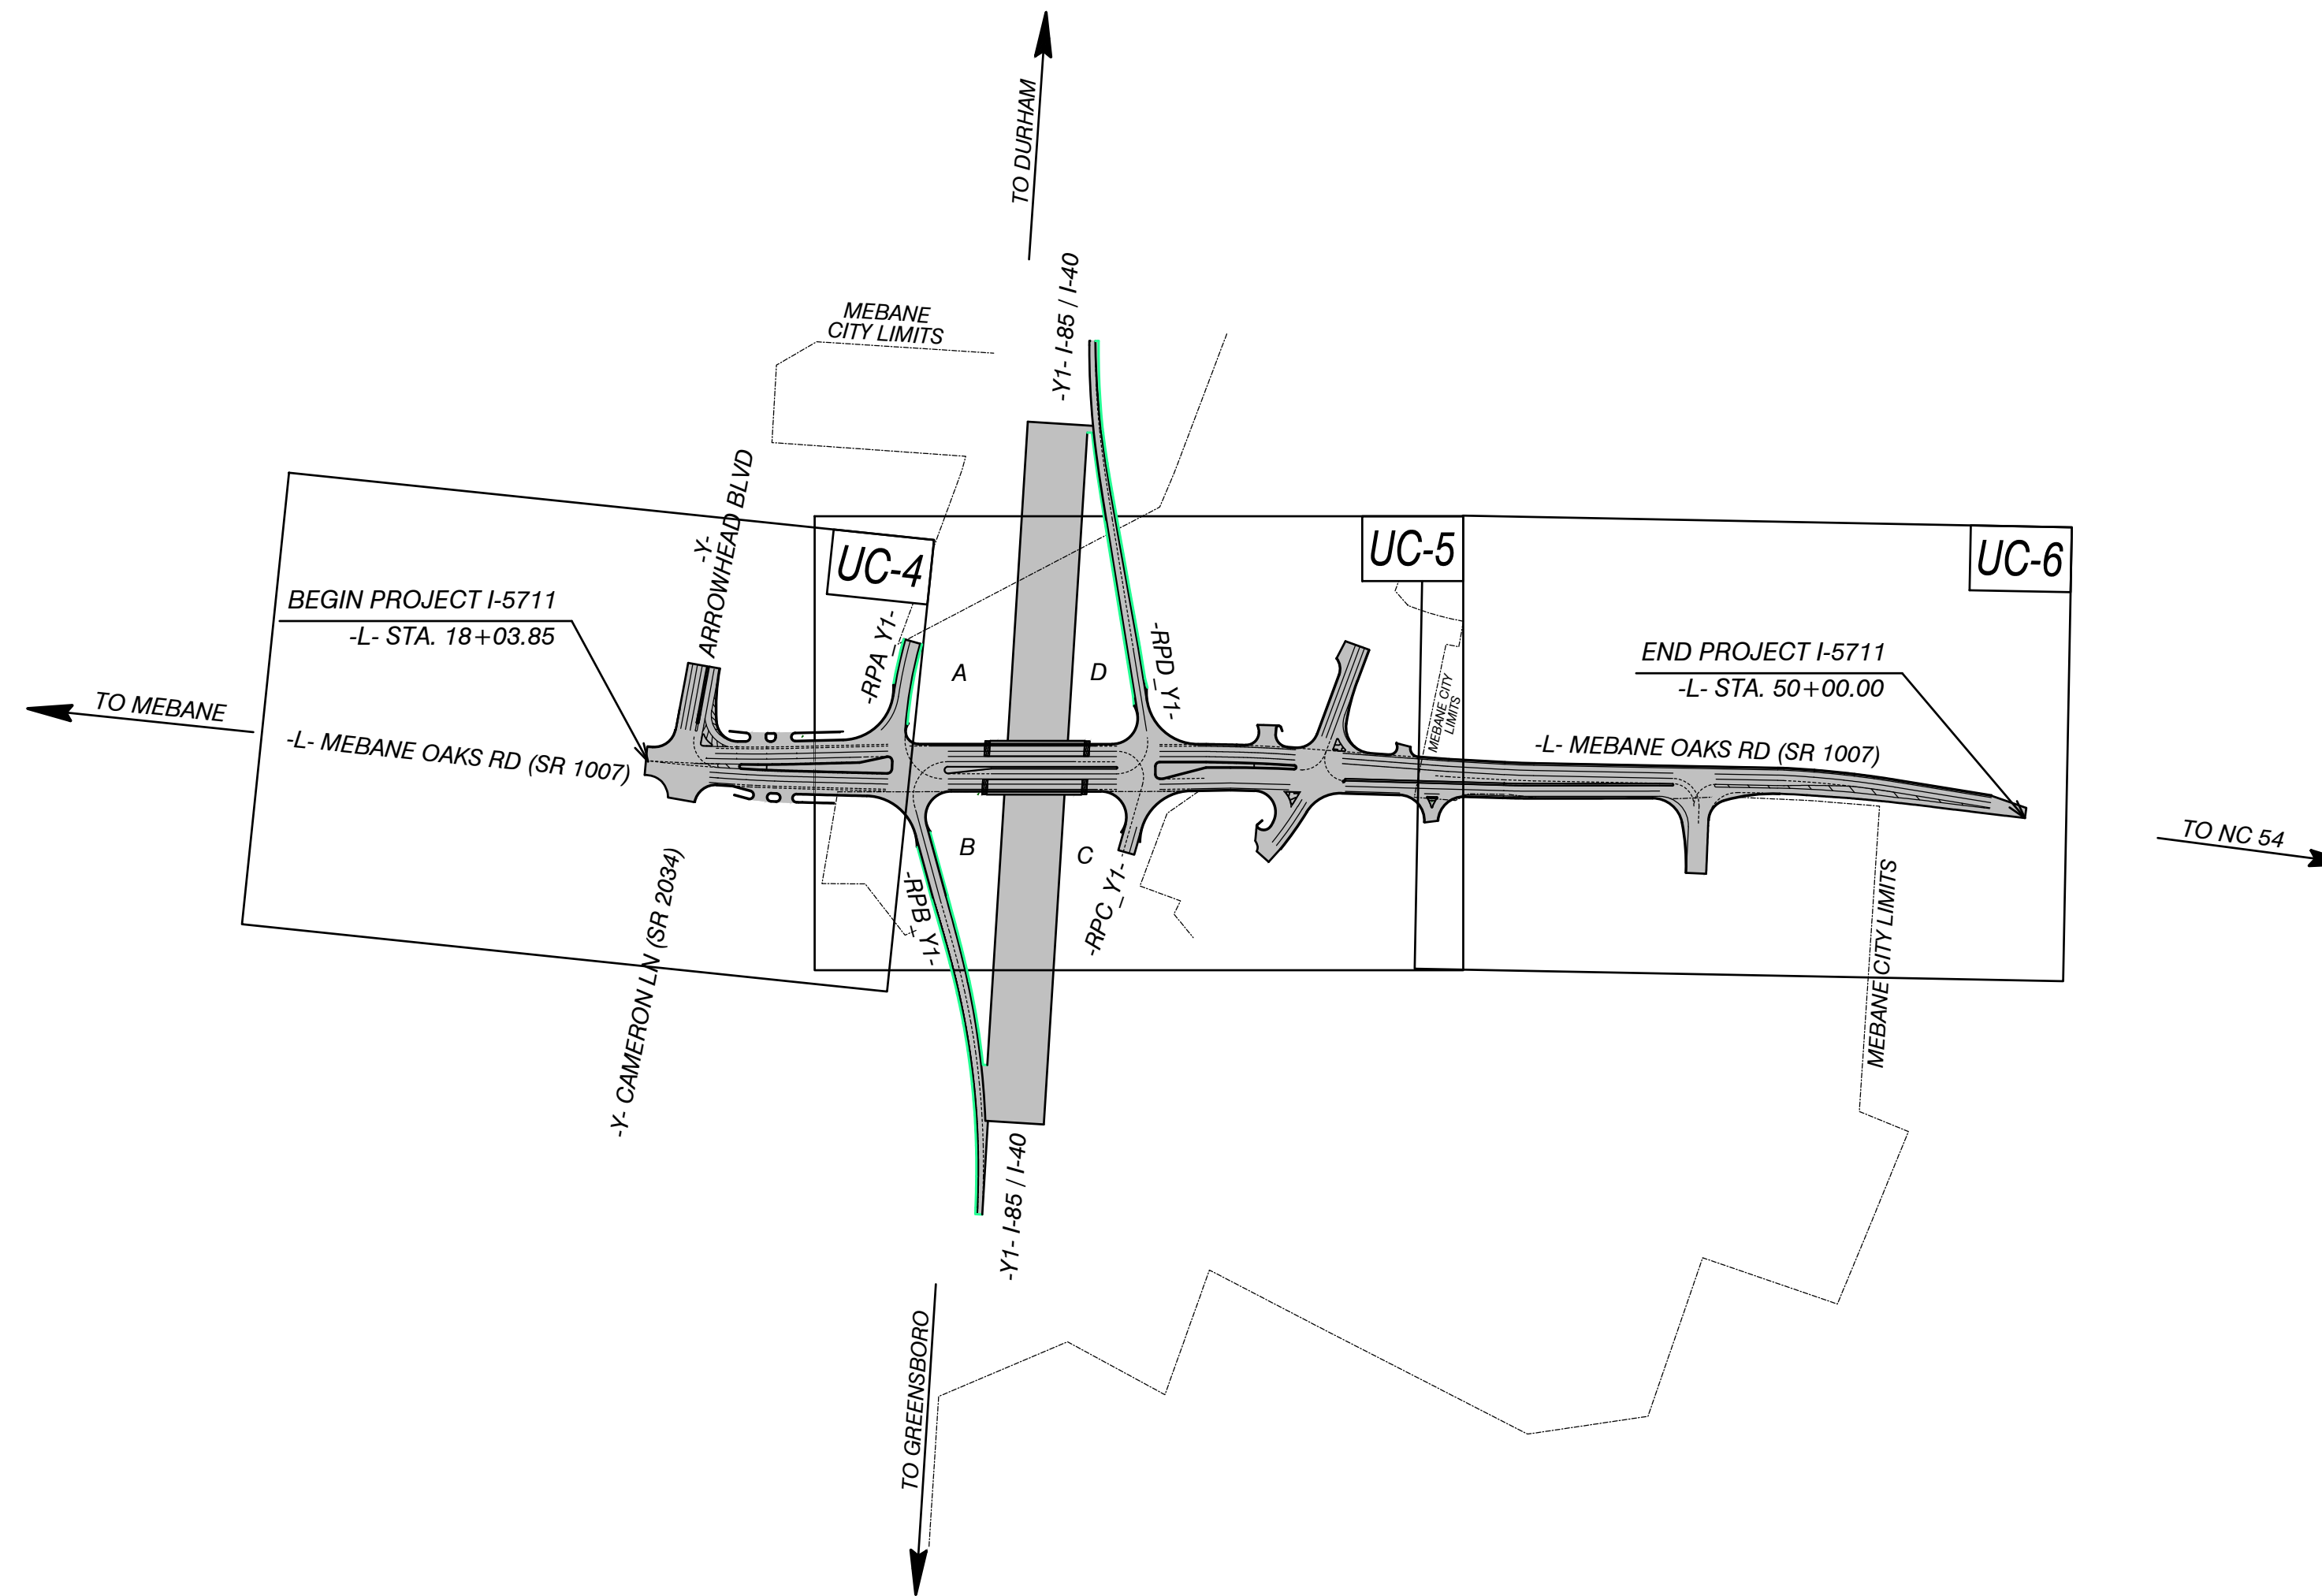 TO DURHAM
-Y1- I-85 / I-40
MEBANE
CITY LIMITS
-Y-
ARROWHEAD BLVD
UC-4
UC-5
UC-6
BEGIN PROJECT I-5711
-L- STA. 18+03.85
-RPA_Y1-
A
D
-RPD_Y1-
MEBANE CITY
LIMITS
END PROJECT I-5711
-L- STA. 50+00.00
TO MEBANE
-L- MEBANE OAKS RD (SR 1007)
-L- MEBANE OAKS RD (SR 1007)
TO NC 54
B
C
-RPB_Y1-
-RPC_Y1-
-Y- CAMERON LN (SR 2034)
MEBANE CITY LIMITS
-Y1- I-85 / I-40
TO GREENSBORO